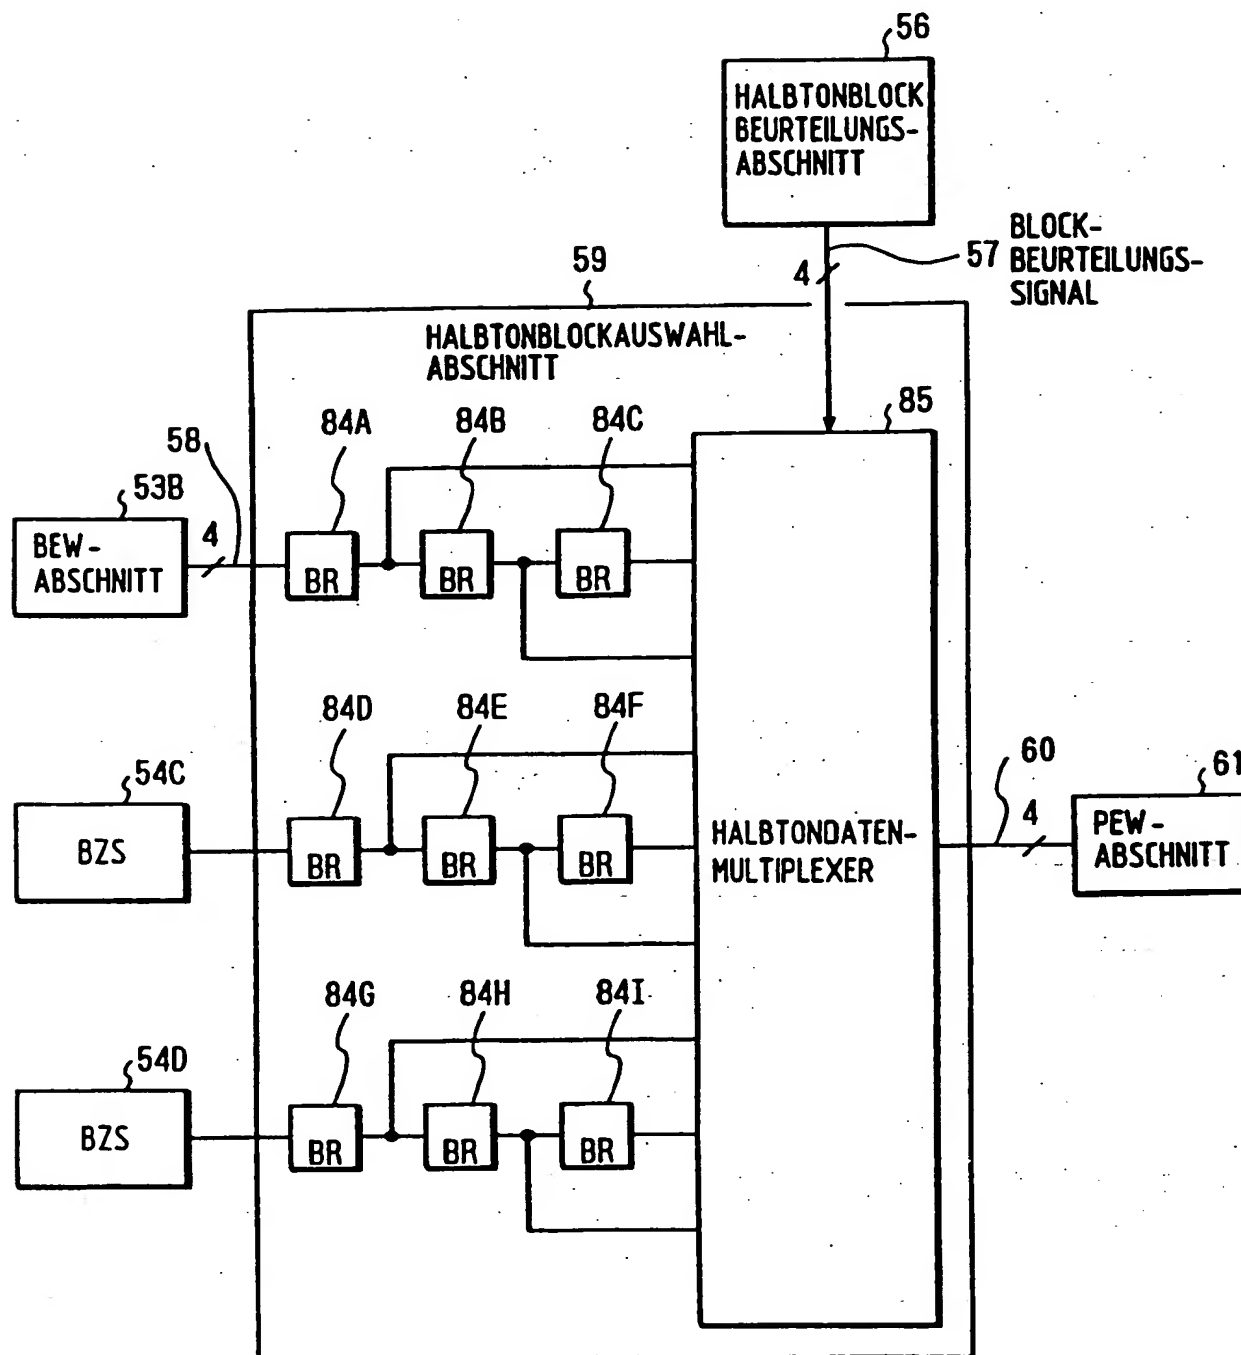 56
HALBTONBLOCK
BEURTEILUNGS-
ABSCHNITT
57
BLOCK-
BEURTEILUNGS-
SIGNAL
4
59
HALBTONBLOCKAUSWAHL-
ABSCHNITT
85
84A
84B
84C
58
53B
BEW-
ABSCHNITT
4
BR
BR
BR
84D
84E
84F
54C
BZS
BR
BR
BR
HALBTONDATEN-
MULTIPLEXER
60
4
61
PEW-
ABSCHNITT
84G
84H
84I
54D
BZS
BR
BR
BR